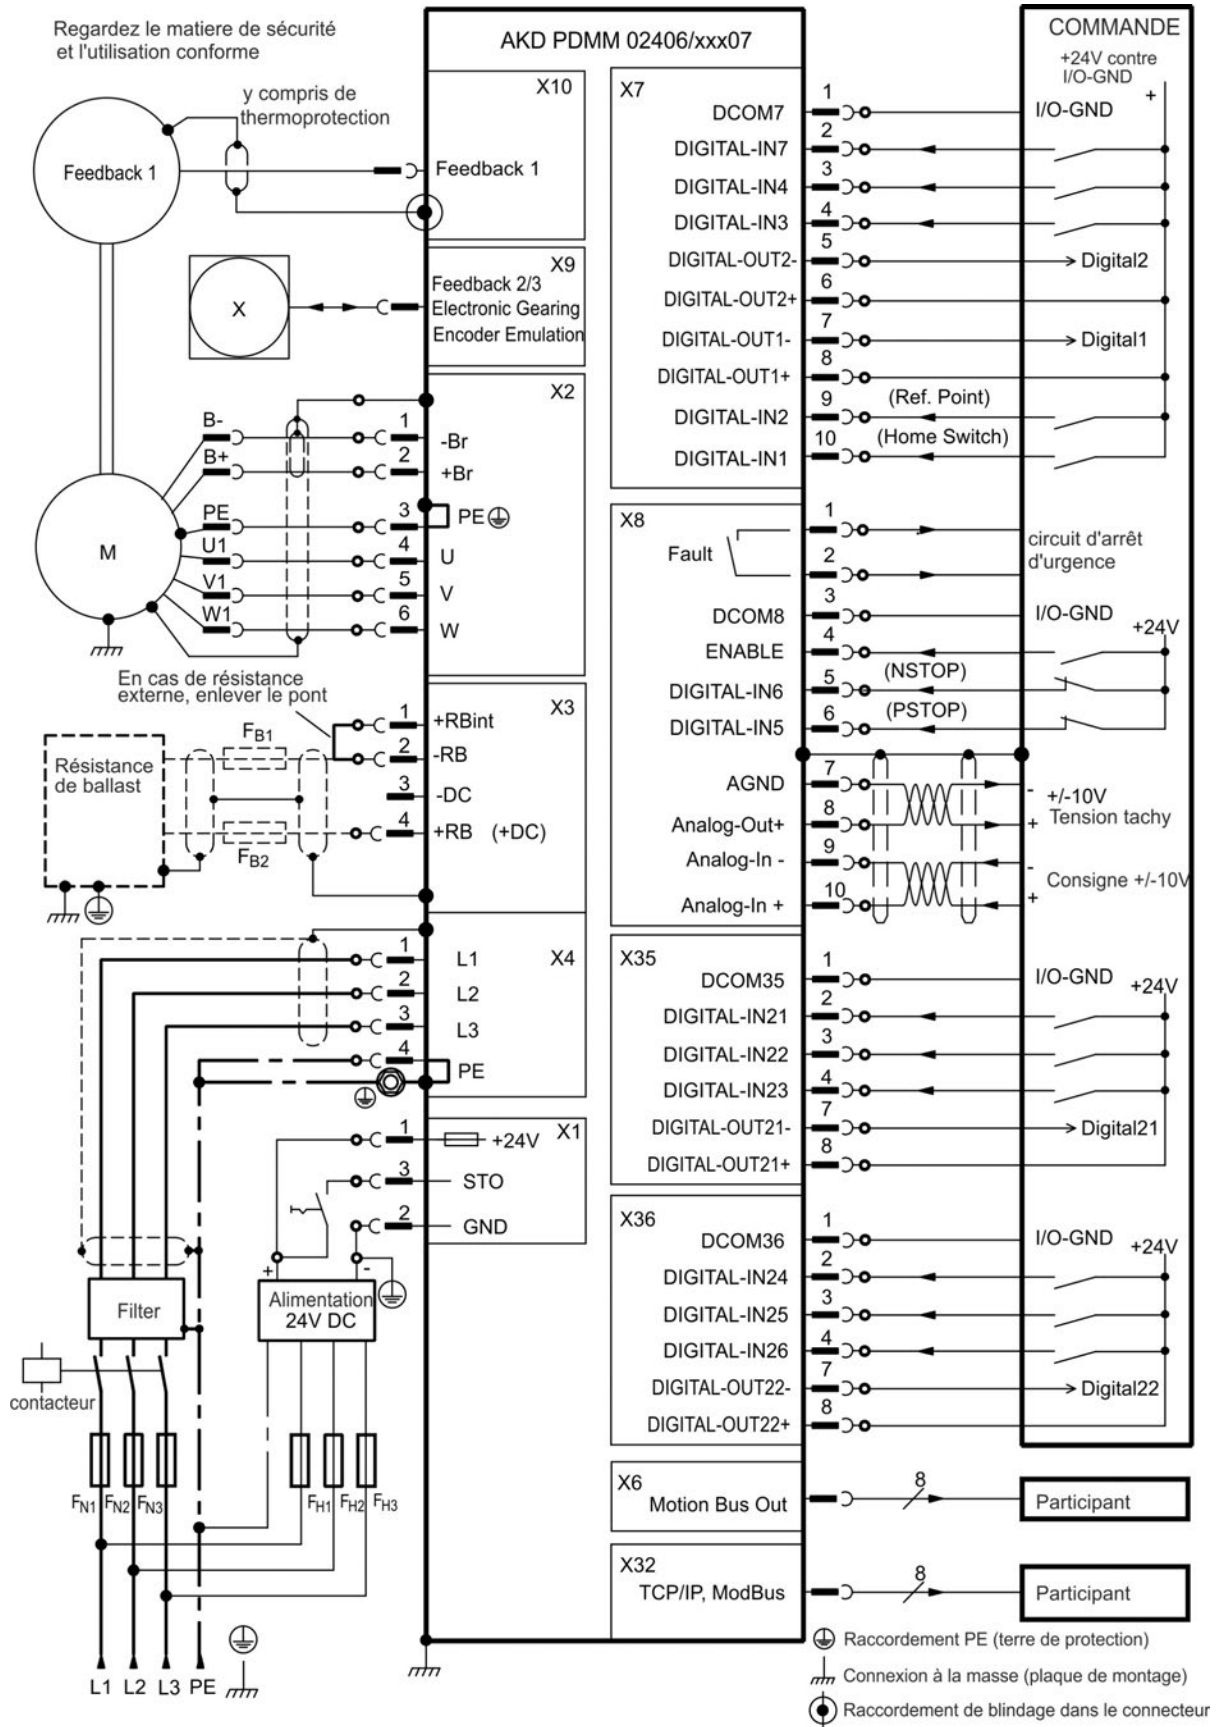 Regardez le matiere de sécurité
et l'utilisation conforme
AKD PDMM 02406/xxx07
COMMANDE
+24V contre
I/O-GND
+
Feedback 1
y compris de
thermoprotection
X10
Feedback 1
X
X9
Feedback 2/3
Electronic Gearing
Encoder Emulation
M
B-
B+
PE
U1
V1
W1
X2
1
-Br
2
+Br
3
PE
4
U
5
V
6
W
En cas de résistance
externe, enlever le pont
Résistance
de ballast
FB1
FB2
X3
1
+RBint
2
-RB
3
-DC
4
+RB (+DC)
X4
1
L1
2
L2
3
L3
4
PE
X1
1
+24V
3
STO
2
GND
+
-
Alimentation
24V DC
Filter
contacteur
FN1 FN2 FN3
FH1 FH2 FH3
L1 L2 L3 PE
X7
DCOM7
1
I/O-GND
DIGITAL-IN7
2
DIGITAL-IN4
3
DIGITAL-IN3
4
DIGITAL-OUT2-
5
Digital2
DIGITAL-OUT2+
6
DIGITAL-OUT1-
7
Digital1
DIGITAL-OUT1+
8
DIGITAL-IN2
9
(Ref. Point)
DIGITAL-IN1
10
(Home Switch)
X8
Fault
1
2
circuit d'arrêt
d'urgence
DCOM8
3
I/O-GND
+24V
ENABLE
4
DIGITAL-IN6
5
(NSTOP)
DIGITAL-IN5
6
(PSTOP)
AGND
7
-
Analog-Out+
8
+
+/-10V
Tension tachy
Analog-In -
9
-
Analog-In +
10
+
Consigne +/-10V
X35
DCOM35
1
I/O-GND
+24V
DIGITAL-IN21
2
DIGITAL-IN22
3
DIGITAL-IN23
4
DIGITAL-OUT21-
7
Digital21
DIGITAL-OUT21+
8
X36
DCOM36
1
I/O-GND
+24V
DIGITAL-IN24
2
DIGITAL-IN25
3
DIGITAL-IN26
4
DIGITAL-OUT22-
7
Digital22
DIGITAL-OUT22+
8
X6
Motion Bus Out
8
Participant
X32
TCP/IP, ModBus
8
Participant
Raccordement PE (terre de protection)
Connexion à la masse (plaque de montage)
Raccordement de blindage dans le connecteur